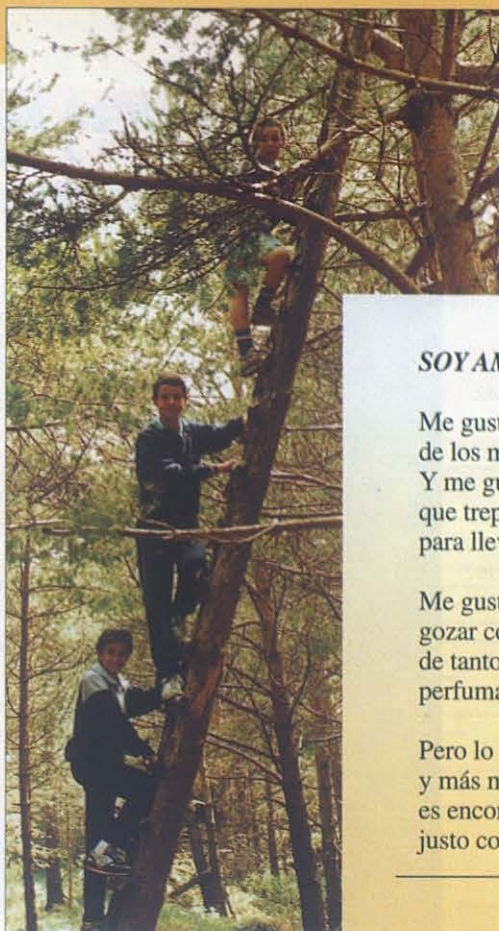 SOY AM
Me gust
de los m
Y me gu
que trep
para llev
Me gust
gozar co
de tanto
perfuma
Pero lo
y más m
es encon
justo co